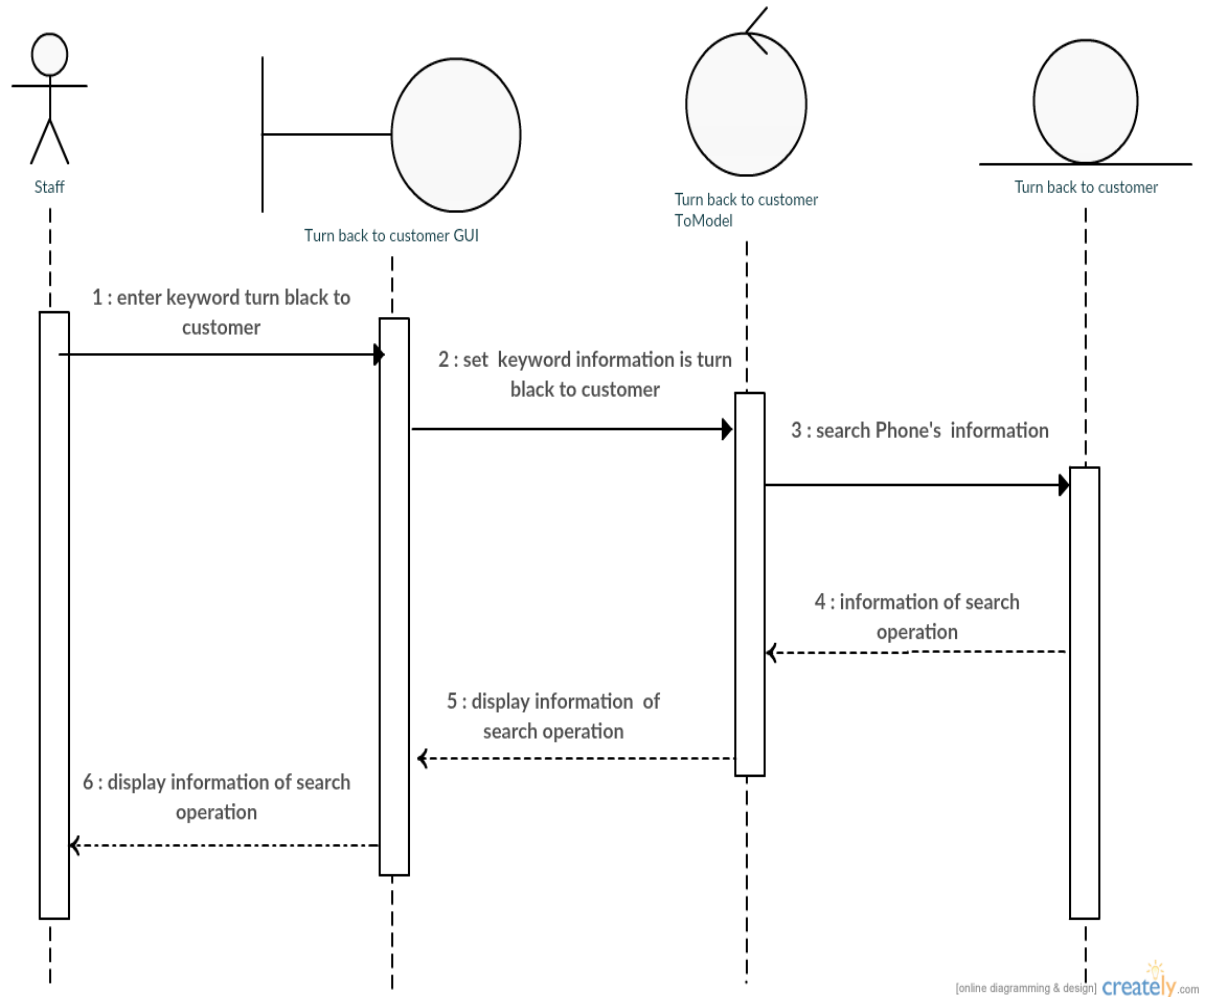 Staff
Turn back to customer GUI
Turn back to customer
ToModel
Turn back to customer
1 : enter keyword turn black to
customer
2 : set keyword information is turn
black to customer
3 : search Phone's information
4 : information of search
operation
5 : display information of
search operation
6 : display information of search
operation
[online diagramming & design] creately.com